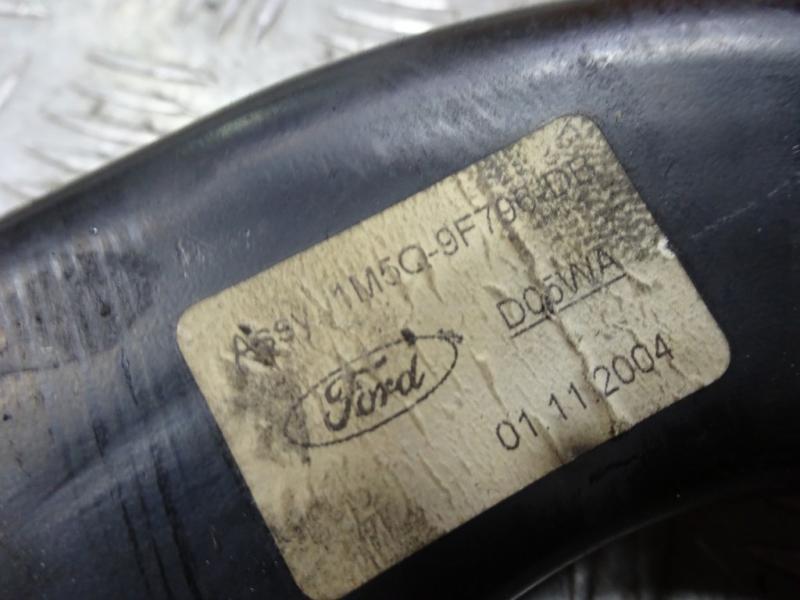 Assy 1M5Q-9F796-DB
Ford
D05WA
01.11.2004